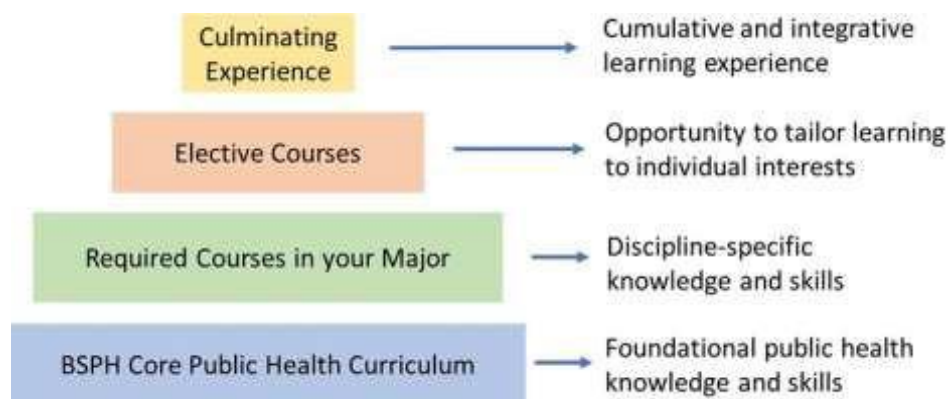 Culminating
Experience
Cumulative and integrative
learning experience
Elective Courses
Opportunity to tailor learning
to individual interests
Required Courses in your Major
Discipline-specific
knowledge and skills
BSPH Core Public Health Curriculum
Foundational public health
knowledge and skills